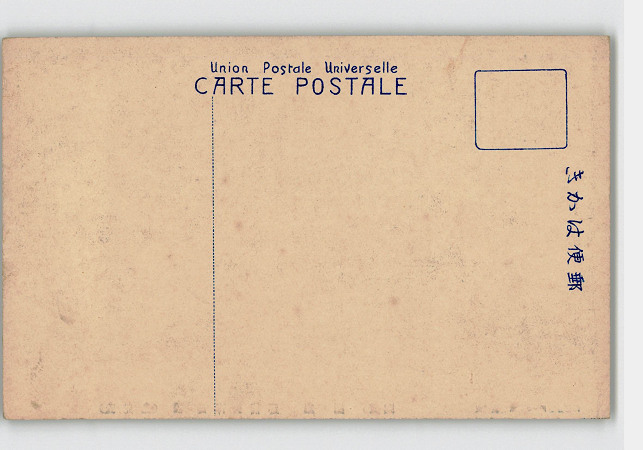 Union Postale Universelle
CARTE POSTALE
きかは便郵